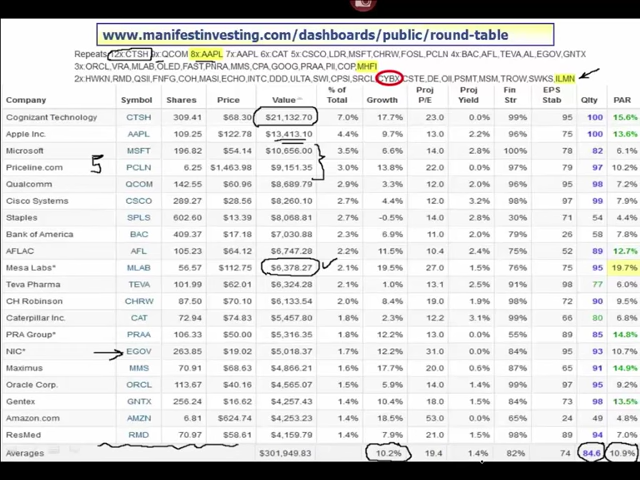 www.manifestinvesting.com/dashboards/public/round-table
Repeats: 12x:CTSH 9x:QCOM 8x:AAPL 7x:AAPL 6x:CAT 5x:CSCO,LDR,MSFT,CHRW,FOSL,PCLN 4x:BAC,AFL,TEVA,AL,EGOV,GNTX
3x:ORCL,VRA,MLAB,OLED,FAST,PNRA,MMS,CPA,GOOG,PRAA,PII,COP,MHFI
2x:HWKN,RMD,QSII,FNFG,COH,MASI,ECHO,INTC,DDD,ULTA,SWI,CPSI,SRCL,CYBX,CSTE,DE,OII,PSMT,MSM,TROW,SWKS,ILMN
Company Symbol Shares Price Value % of Total Growth Proj P/E Proj Yield Fin Str EPS Stab Qlty PAR
Cognizant Technology CTSH 309.41 $68.30 $21,132.70 7.0% 17.7% 23.0 0.0% 99% 95 100 15.6%
Apple Inc. AAPL 109.25 $122.78 $13,413.10 4.4% 9.7% 13.0 2.2% 96% 75 100 13.6%
Microsoft MSFT 196.82 $54.14 $10,656.00 3.5% 6.6% 14.0 2.8% 100% 78 82 6.1%
5
Priceline.com PCLN 6.25 $1,463.98 $9,151.35 3.0% 13.8% 22.0 0.0% 97% 79 97 10.2%
Qualcomm QCOM 142.55 $60.96 $8,689.79 2.9% 3.3% 12.0 2.0% 96% 95 98 7.2%
Cisco Systems CSCO 289.27 $28.56 $8,260.10 2.7% 4.4% 12.0 3.2% 99% 98 98 9.0%
Staples SPLS 602.60 $13.39 $8,068.81 2.7% -0.5% 14.0 2.8% 30% 71 54 4.4%
Bank of America BAC 409.37 $17.18 $7,030.88 2.3% 6.4% 12.0 2.1% 79% 26 58 7.8%
AFLAC AFL 105.23 $64.12 $6,747.28 2.2% 11.5% 10.4 2.4% 75% 52 89 12.7%
Mesa Labs* MLAB 56.57 $112.75 $6,378.27 2.1% 19.5% 27.0 1.5% 76% 75 95 19.7%
Teva Pharma TEVA 101.99 $62.01 $6,324.28 2.1% 1.0% 13.1 2.5% 91% 98 77 6.0%
CH Robinson CHRW 95.81 $64.02 $6,133.54 2.0% 8.4% 19.0 1.9% 98% 72 90 9.5%
Caterpillar Inc. CAT 72.94 $74.83 $5,457.80 1.8% 2.3% 12.2 3.1% 99% 66 80 6.8%
PRA Group* PRAA 94.35 $56.35 $5,316.35 1.8% 12.2% 13.0 0.0% 55% 89 85 14.8%
NIC* EGOV 263.85 $19.02 $5,018.37 1.7% 12.2% 31.0 0.0% 84% 95 93 10.7%
Maximus MMS 70.91 $68.63 $4,866.21 1.6% 17.7% 20.0 0.4% 87% 67 91 14.9%
Oracle Corp. ORCL 113.67 $40.16 $4,565.07 1.5% 5.9% 14.0 1.4% 99% 95 95 9.2%
Gentex GNTX 256.24 $16.62 $4,257.43 1.4% 10.4% 18.0 1.5% 94% 67 98 13.5%
Amazon.com AMZN 6.81 $624.74 $4,253.23 1.4% 18.5% 53.0 0.0% 65% 24 49 4.8%
ResMed RMD 70.97 $58.61 $4,159.79 1.4% 7.9% 21.0 1.5% 98% 89 94 7.0%
Averages $301,949.83 10.2% 19.4 1.4% 82% 74 84.6 10.9%